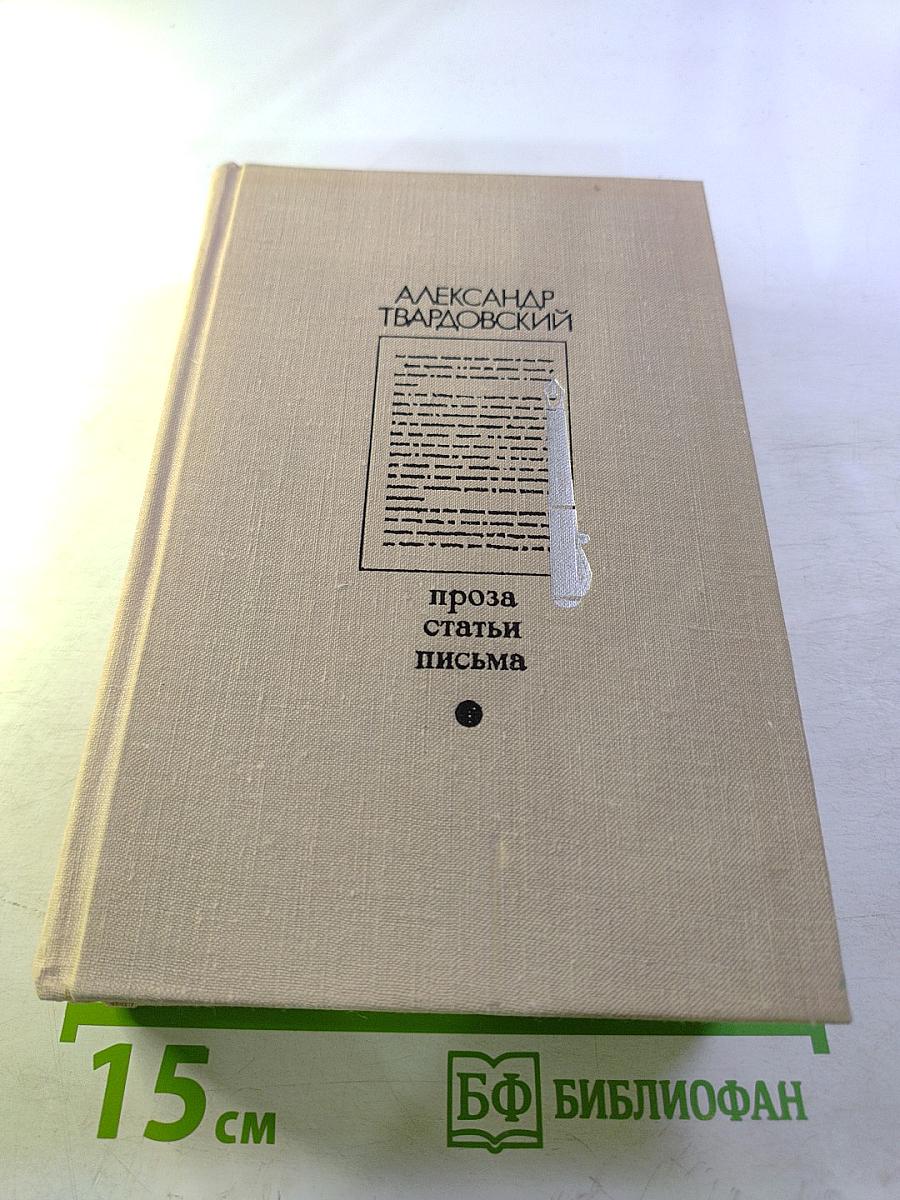 АЛЕКСАНДР
ТВАРДОВСКИЙ
проза
статьи
письма
15 см
БФ БИБЛИОФАН